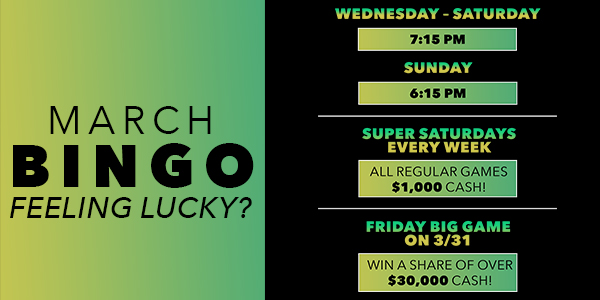 MARCH
BINGO
FEELING LUCKY?
WEDNESDAY – SATURDAY
7:15 PM
SUNDAY
6:15 PM
SUPER SATURDAYS
EVERY WEEK
ALL REGULAR GAMES
$1,000 CASH!
FRIDAY BIG GAME
ON 3/31
WIN A SHARE OF OVER
$30,000 CASH!